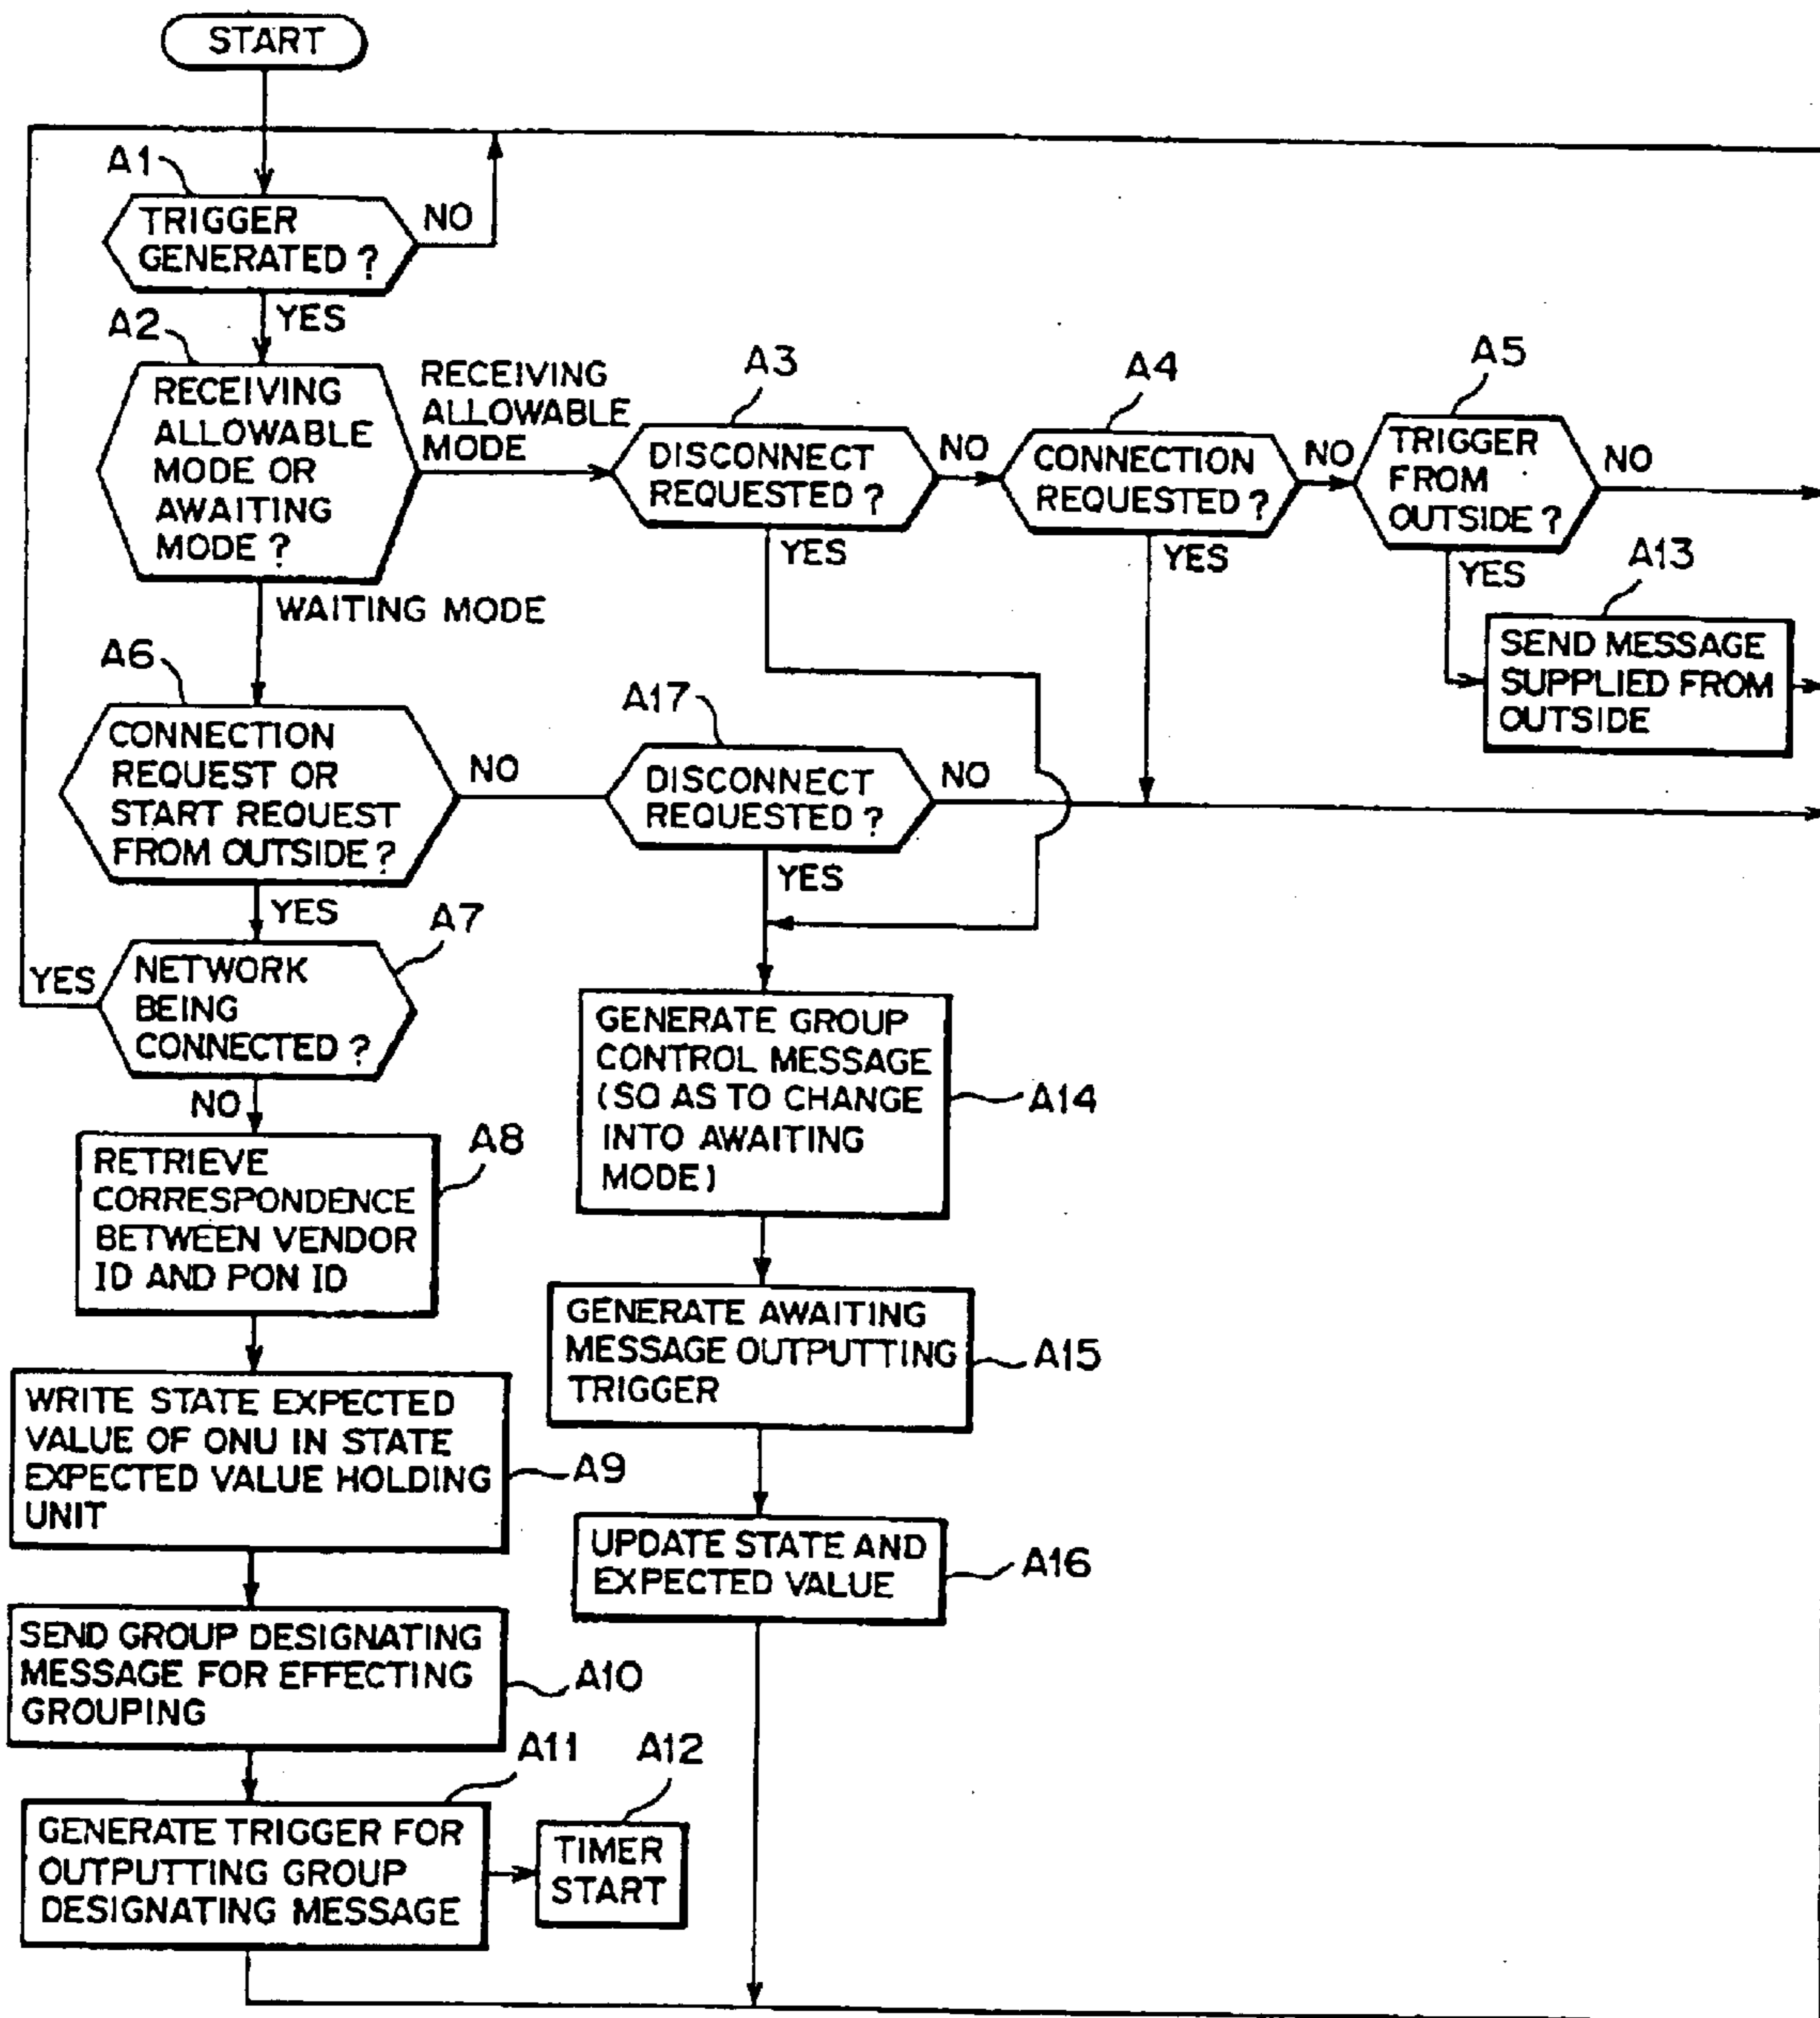 START
A1
TRIGGER
GENERATED ?
NO
YES
A2
RECEIVING
ALLOWABLE
MODE OR
AWAITING
MODE ?
RECEIVING
ALLOWABLE
MODE
WAITING MODE
A3
DISCONNECT
REQUESTED ?
NO
YES
A4
CONNECTION
REQUESTED ?
NO
YES
A5
TRIGGER
FROM
OUTSIDE ?
NO
YES
A13
SEND MESSAGE
SUPPLIED FROM
OUTSIDE
A6
CONNECTION
REQUEST OR
START REQUEST
FROM OUTSIDE ?
NO
YES
A17
DISCONNECT
REQUESTED ?
NO
YES
A7
NETWORK
BEING
CONNECTED ?
YES
NO
A8
RETRIEVE
CORRESPONDENCE
BETWEEN VENDOR
ID AND PON ID
WRITE STATE EXPECTED
VALUE OF ONU IN STATE
EXPECTED VALUE HOLDING
UNIT
A9
SEND GROUP DESIGNATING
MESSAGE FOR EFFECTING
GROUPING
A10
A11
GENERATE TRIGGER FOR
OUTPUTTING GROUP
DESIGNATING MESSAGE
A12
TIMER
START
GENERATE GROUP
CONTROL MESSAGE
(SO AS TO CHANGE
INTO AWAITING
MODE)
A14
GENERATE AWAITING
MESSAGE OUTPUTTING
TRIGGER
A15
UPDATE STATE AND
EXPECTED VALUE
A16